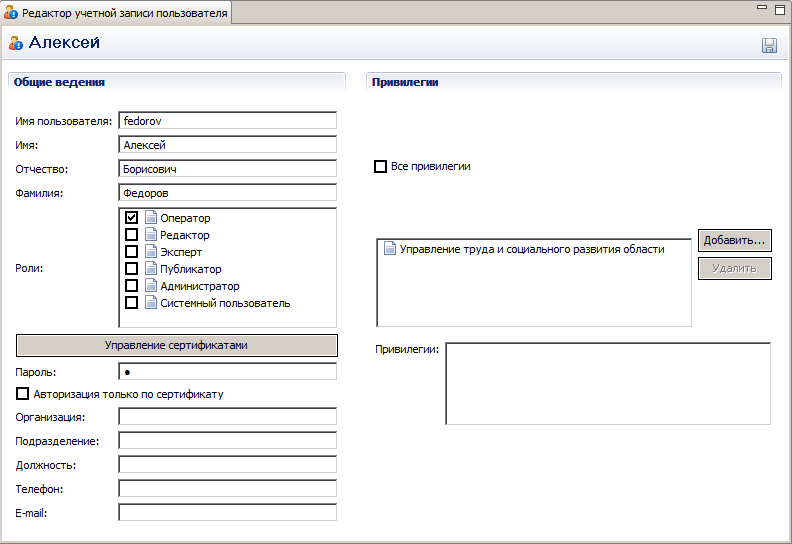 Редактор учетной записи пользователя
Алексей
Общие ведения
Имя пользователя: fedorov
Имя: Алексей
Отчество: Борисович
Фамилия: Федоров
Роли:
Оператор
Редактор
Эксперт
Публикатор
Администратор
Системный пользователь
Управление сертификатами
Пароль: ●
Авторизация только по сертификату
Организация:
Подразделение:
Должность:
Телефон:
E-mail:
Привилегии
Все привилегии
Управление труда и социального развития области
Добавить...
Удалить
Привилегии: